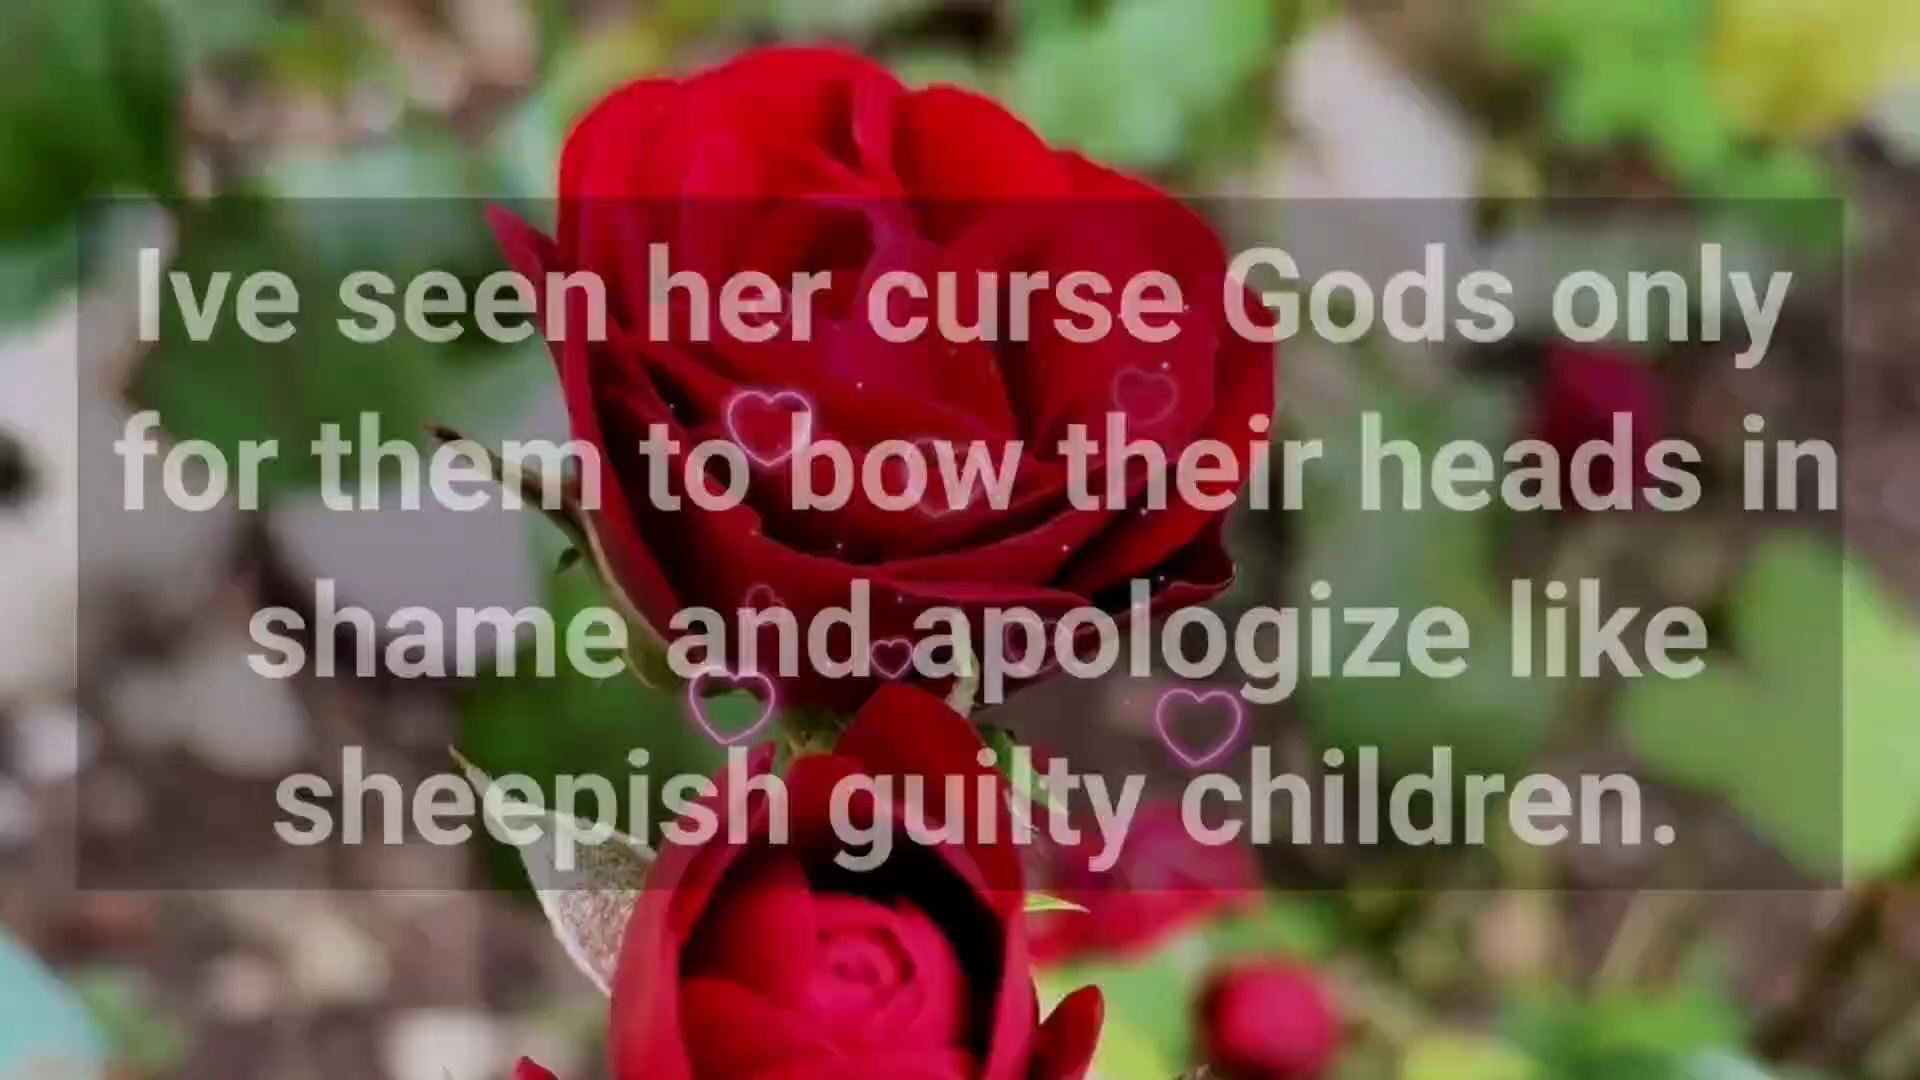 Ive seen her curse Gods only
for them to bow their heads in
shame and apologize like
sheepish guilty children.